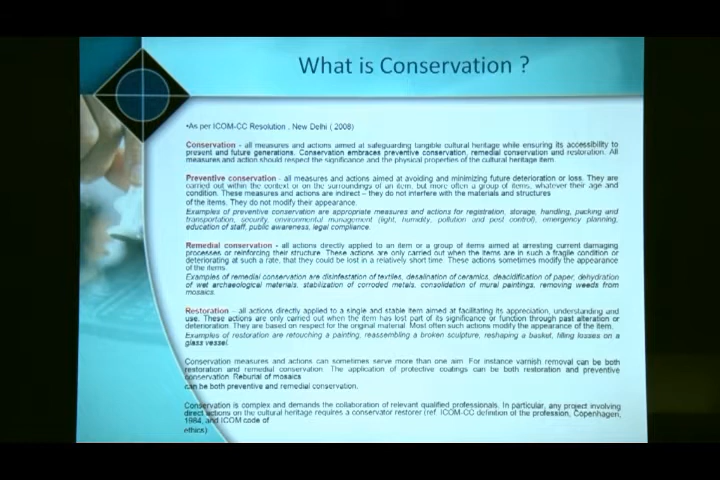 What is Conservation ?
•As per ICOM-CC Resolution , New Delhi ( 2008)
Conservation - all measures and actions aimed at safeguarding tangible cultural heritage while ensuring its accessibility to
present and future generations. Conservation embraces preventive conservation, remedial conservation and restoration. All
measures and action should respect the significance and the physical properties of the cultural heritage item.
Preventive conservation - all measures and actions aimed at avoiding and minimizing future deterioration or loss. They are
carried out within the context or on the surroundings of an item, but more often a group of items, whatever their age and
condition. These measures and actions are indirect – they do not interfere with the materials and structures
of the items. They do not modify their appearance.
Examples of preventive conservation are appropriate measures and actions for registration, storage, handling, packing and
transportation, security, environmental management (light, humidity, pollution and pest control), emergency planning,
education of staff, public awareness, legal compliance.
Remedial conservation - all actions directly applied to an item or a group of items aimed at arresting current damaging
processes or reinforcing their structure. These actions are only carried out when the items are in such a fragile condition or
deteriorating at such a rate, that they could be lost in a relatively short time. These actions sometimes modify the appearance
of the items.
Examples of remedial conservation are disinfestation of textiles, desalination of ceramics, deacidification of paper, dehydration
of wet archaeological materials, stabilization of corroded metals, consolidation of mural paintings, removing weeds from
mosaics.
Restoration – all actions directly applied to a single and stable item aimed at facilitating its appreciation, understanding and
use. These actions are only carried out when the item has lost part of its significance or function through past alteration or
deterioration. They are based on respect for the original material. Most often such actions modify the appearance of the item.
Examples of restoration are retouching a painting, reassembling a broken sculpture, reshaping a basket, filling losses on a
glass vessel.
Conservation measures and actions can sometimes serve more than one aim. For instance varnish removal can be both
restoration and remedial conservation. The application of protective coatings can be both restoration and preventive
conservation. Reburial of mosaics
can be both preventive and remedial conservation.
Conservation is complex and demands the collaboration of relevant qualified professionals. In particular, any project involving
direct actions on the cultural heritage requires a conservator restorer (ref. ICOM-CC definition of the profession, Copenhagen,
1984, and ICOM code of
ethics)